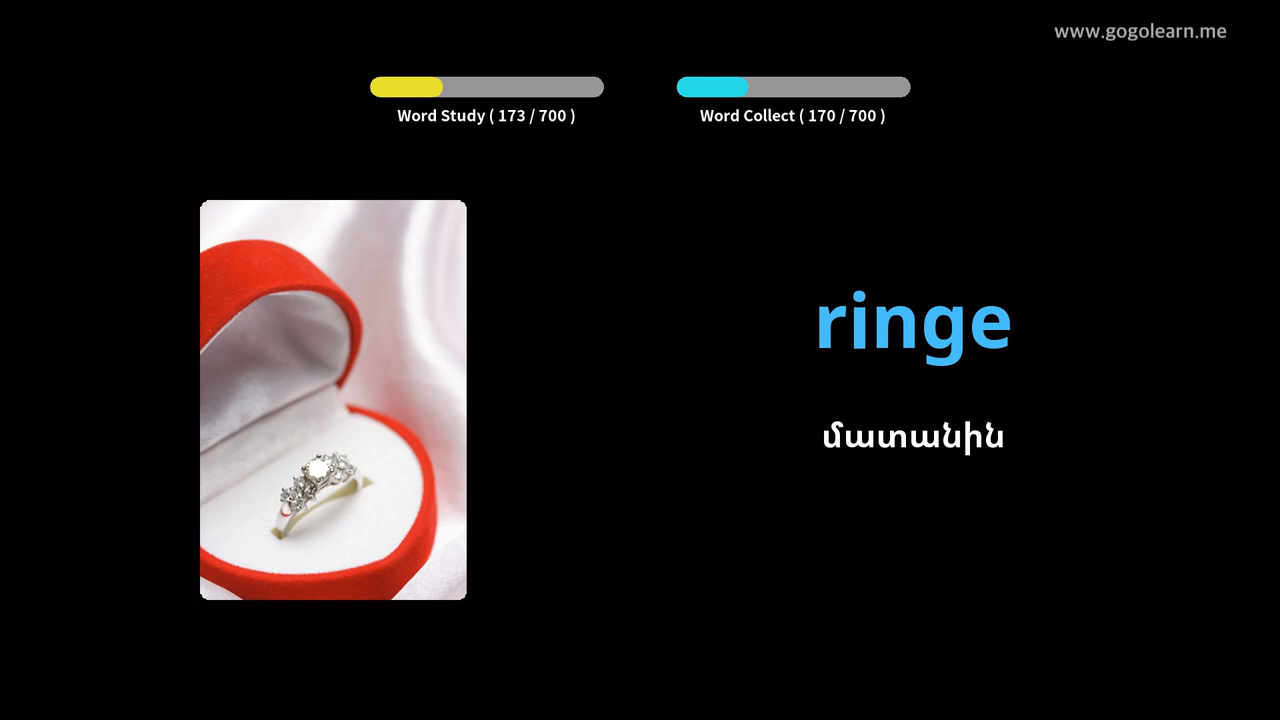 www.gogolearn.me
Word Study ( 173 / 700 )
Word Collect ( 170 / 700 )
ringe
մատանին